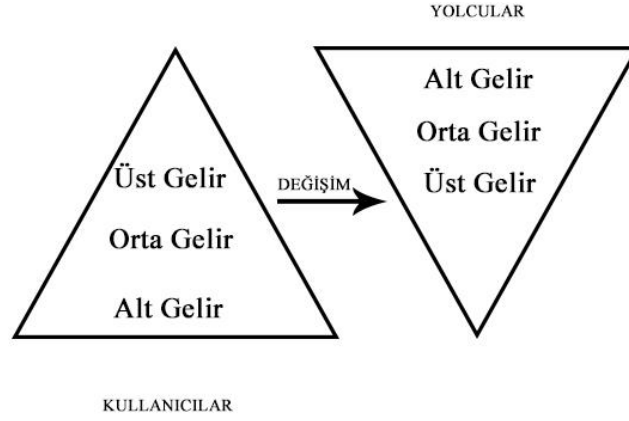 YOLCULAR
Alt Gelir
Orta Gelir
Üst Gelir
DEĞİŞİM
Üst Gelir
Orta Gelir
Alt Gelir
KULLANICILAR